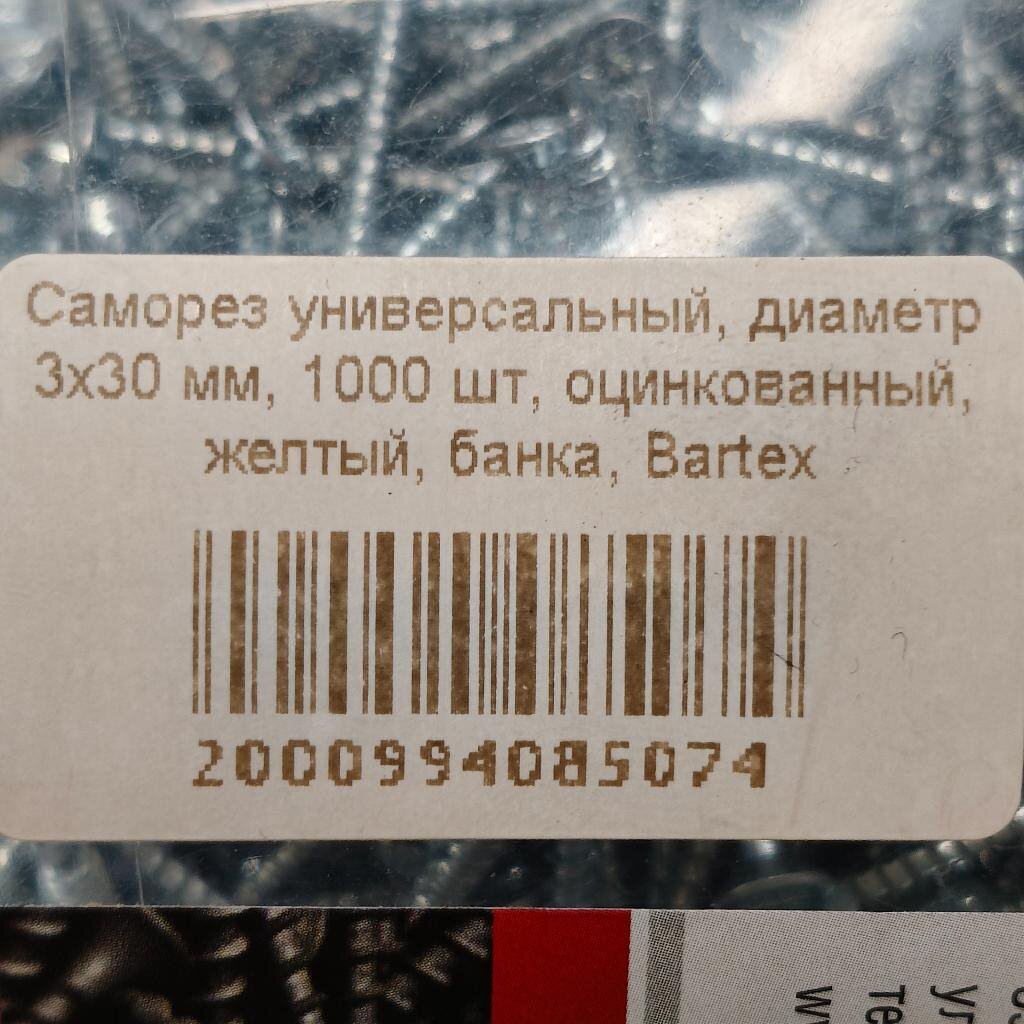 Саморез универсальный, диаметр
3х30 мм, 1000 шт, оцинкованный,
желтый, банка, Bartex
2000994085074